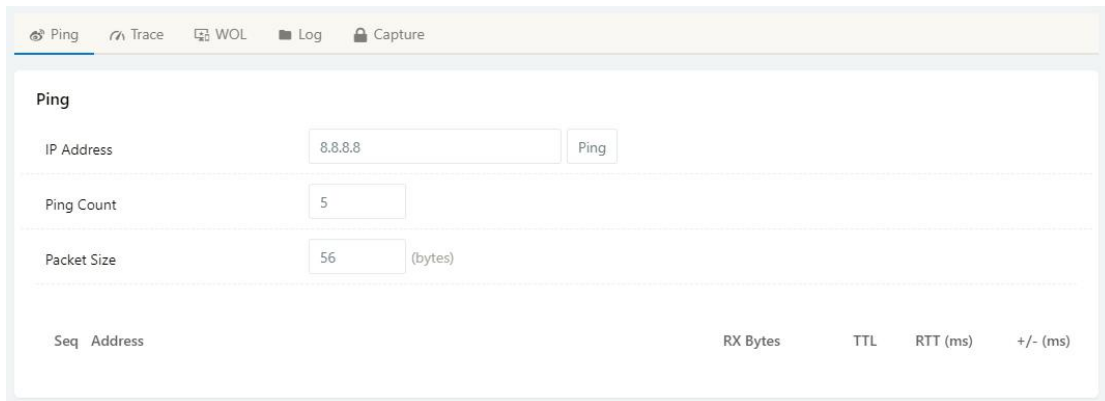 Ping Trace WOL Log Capture
Ping
IP Address 8.8.8.8 Ping
Ping Count 5
Packet Size 56 (bytes)
Seq Address RX Bytes TTL RTT (ms) +/- (ms)